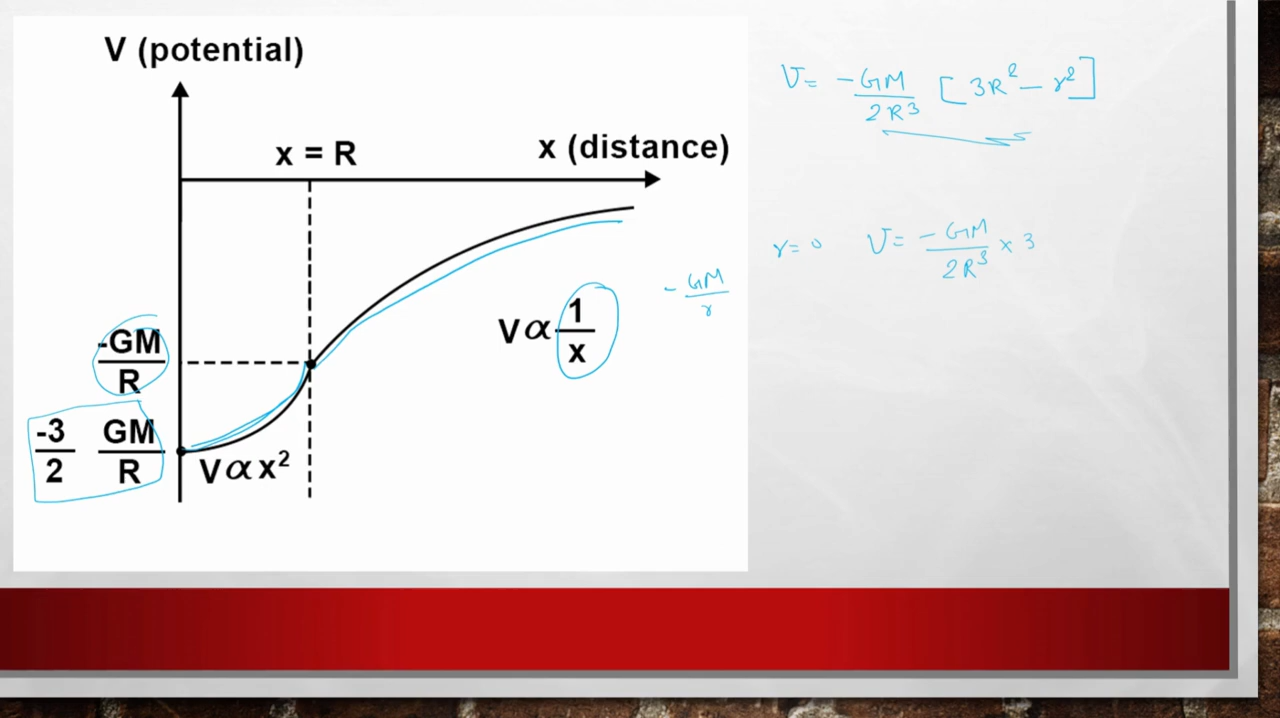 V (potential)
x = R
x (distance)
-GM
R
-3 GM
2 R
V∝x²
V∝ 1
x
- GM
r
V= -GM [3R² - r²]
2R³
r=0 V= -GM × 3
2R³